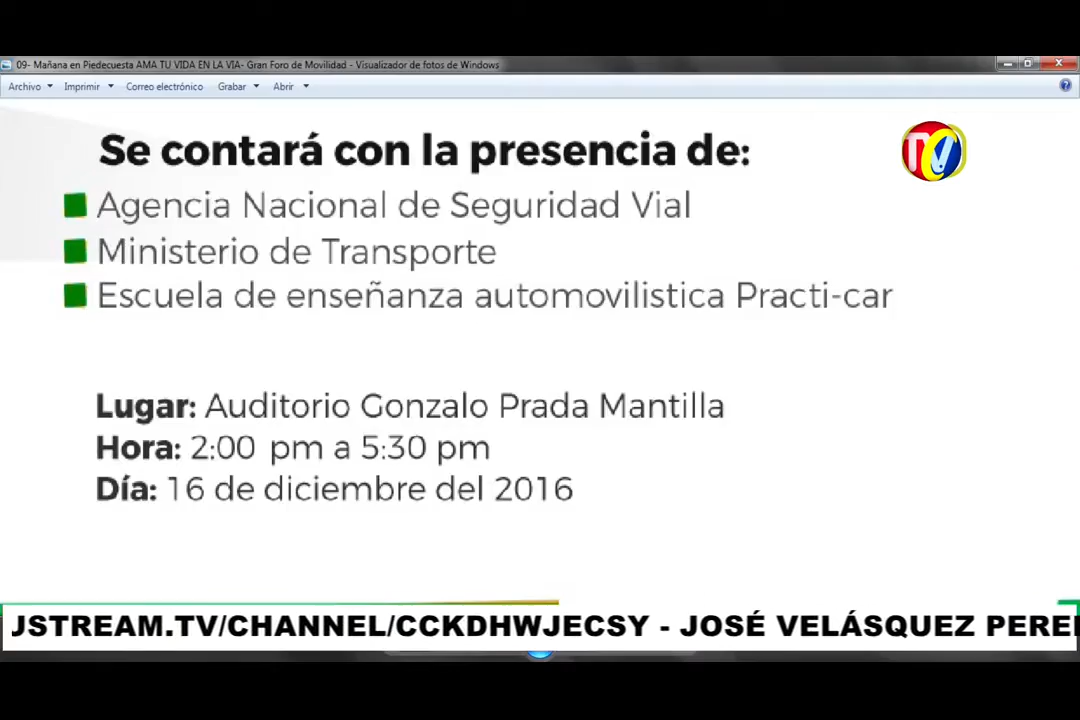 09- Mañana en Piedecuesta AMA TU VIDA EN LA VIA- Gran Foro de Movilidad - Visualizador de fotos de Windows
Archivo Imprimir Correo electrónico Grabar Abrir
Se contará con la presencia de:
TV
Agencia Nacional de Seguridad Vial
Ministerio de Transporte
Escuela de enseñanza automovilistica Practi-car
Lugar: Auditorio Gonzalo Prada Mantilla
Hora: 2:00 pm a 5:30 pm
Día: 16 de diciembre del 2016
JSTREAM.TV/CHANNEL/CCKDHWJECSY - JOSÉ VELÁSQUEZ PERE